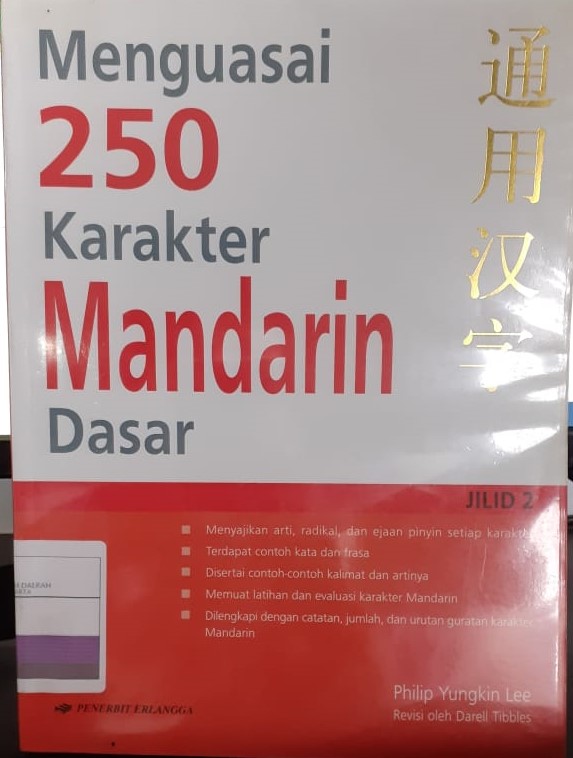 Menguasai
250
Karakter
Mandarin
Dasar
通用汉字
JILID 2
Menyajikan arti, radikal, dan ejaan pinyin setiap karakter
Terdapat contoh kata dan frasa
Disertai contoh-contoh kalimat dan artinya
Memuat latihan dan evaluasi karakter Mandarin
Dilengkapi dengan catatan, jumlah, dan urutan guratan karakter
Mandarin
DAERAH
PENERBIT ERLANGGA
Philip Yungkin Lee
Revisi oleh Darell Tibbles